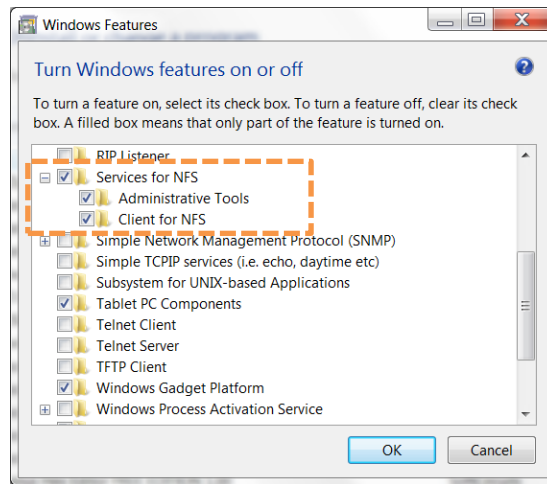 Windows Features
Turn Windows features on or off
To turn a feature on, select its check box. To turn a feature off, clear its check
box. A filled box means that only part of the feature is turned on.
RIP Listener
Services for NFS
Administrative Tools
Client for NFS
Simple Network Management Protocol (SNMP)
Simple TCPIP services (i.e. echo, daytime etc)
Subsystem for UNIX-based Applications
Tablet PC Components
Telnet Client
Telnet Server
TFTP Client
Windows Gadget Platform
Windows Process Activation Service
OK Cancel